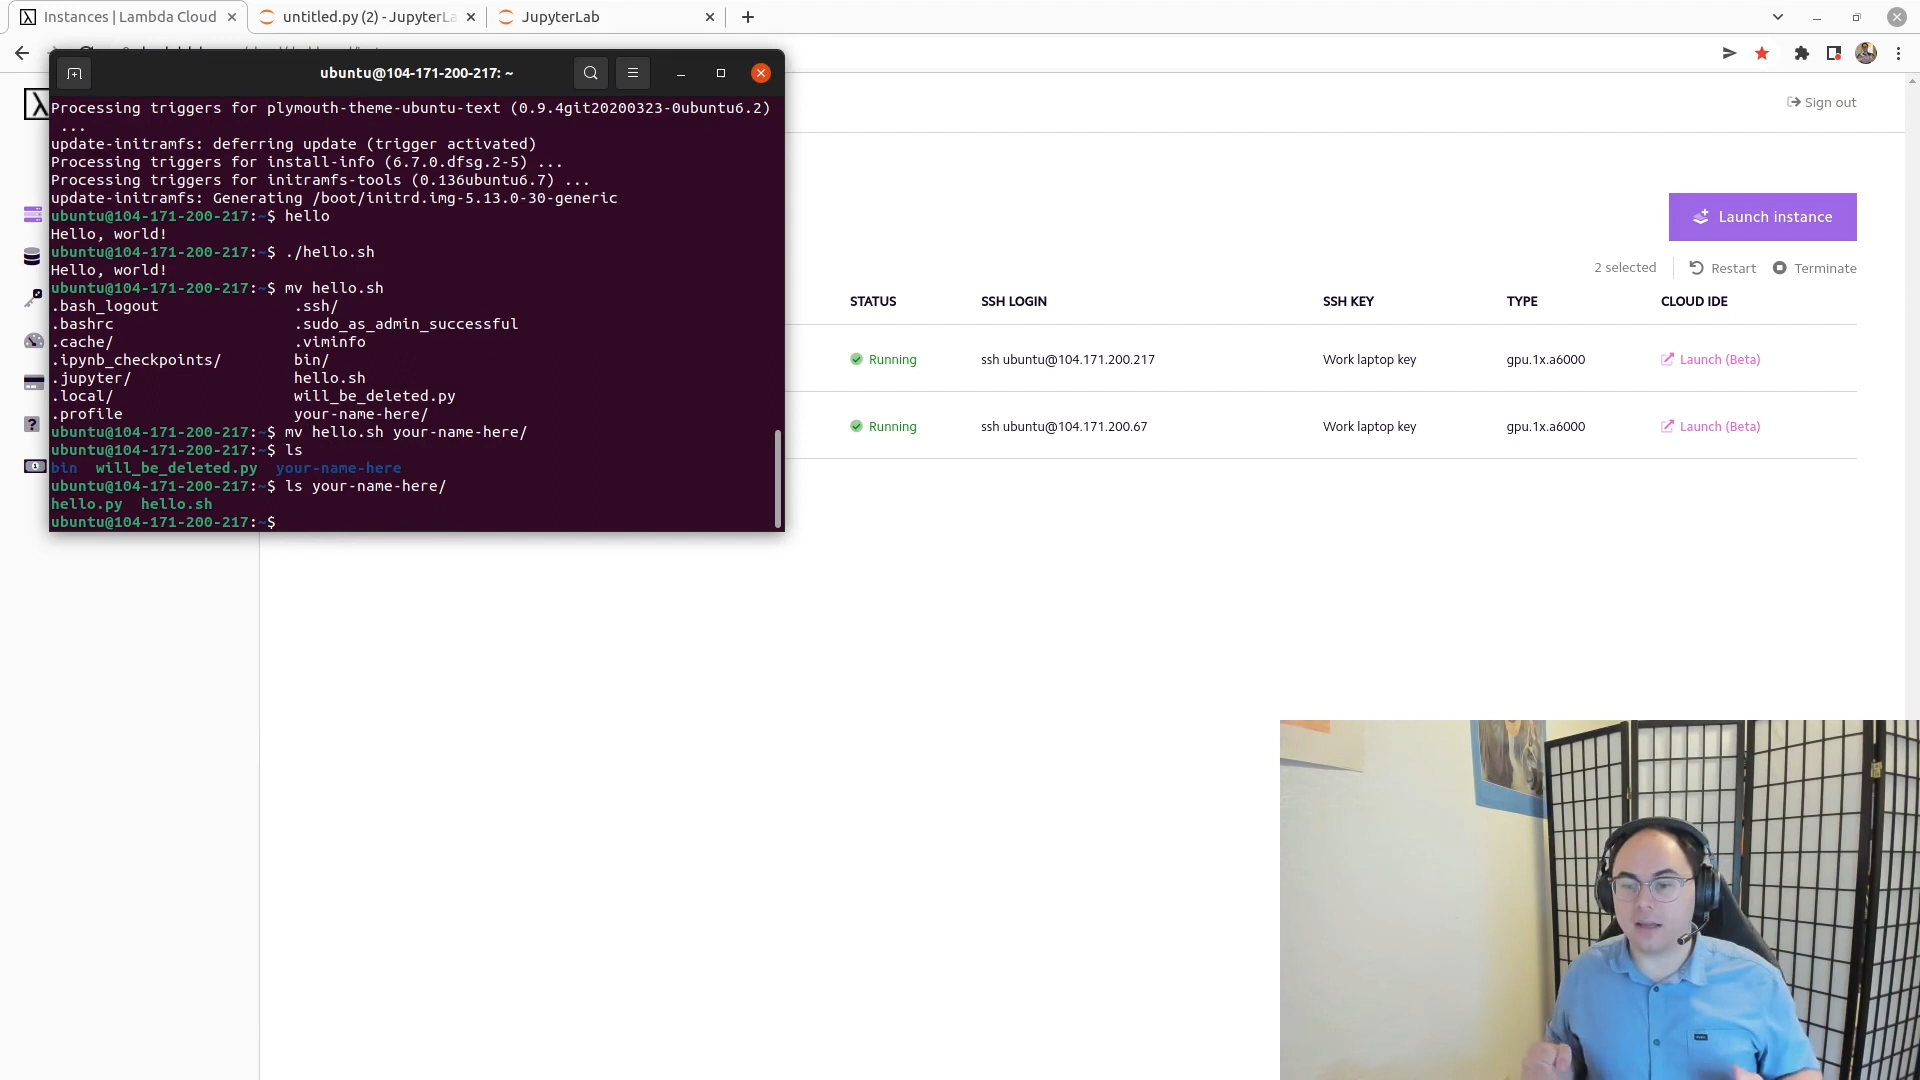 Instances | Lambda Cloud
untitled.py (2) - JupyterLa
JupyterLab
ubuntu@104-171-200-217: ~
Processing triggers for plymouth-theme-ubuntu-text (0.9.4git20200323-0ubuntu6.2)
...
update-initramfs: deferring update (trigger activated)
Processing triggers for install-info (6.7.0.dfsg.2-5) ...
Processing triggers for initramfs-tools (0.136ubuntu6.7) ...
update-initramfs: Generating /boot/initrd.img-5.13.0-30-generic
ubuntu@104-171-200-217:~$ hello
Hello, world!
ubuntu@104-171-200-217:~$ ./hello.sh
Hello, world!
ubuntu@104-171-200-217:~$ mv hello.sh
.bash_logout .ssh/
.bashrc .sudo_as_admin_successful
.cache/ .viminfo
.ipynb_checkpoints/ bin/
.jupyter/ hello.sh
.local/ will_be_deleted.py
.profile your-name-here/
ubuntu@104-171-200-217:~$ mv hello.sh your-name-here/
ubuntu@104-171-200-217:~$ ls
bin will_be_deleted.py your-name-here
ubuntu@104-171-200-217:~$ ls your-name-here/
hello.py hello.sh
ubuntu@104-171-200-217:~$
Sign out
Launch instance
2 selected Restart Terminate
STATUS SSH LOGIN SSH KEY TYPE CLOUD IDE
Running ssh ubuntu@104.171.200.217 Work laptop key gpu.1x.a6000 Launch (Beta)
Running ssh ubuntu@104.171.200.67 Work laptop key gpu.1x.a6000 Launch (Beta)